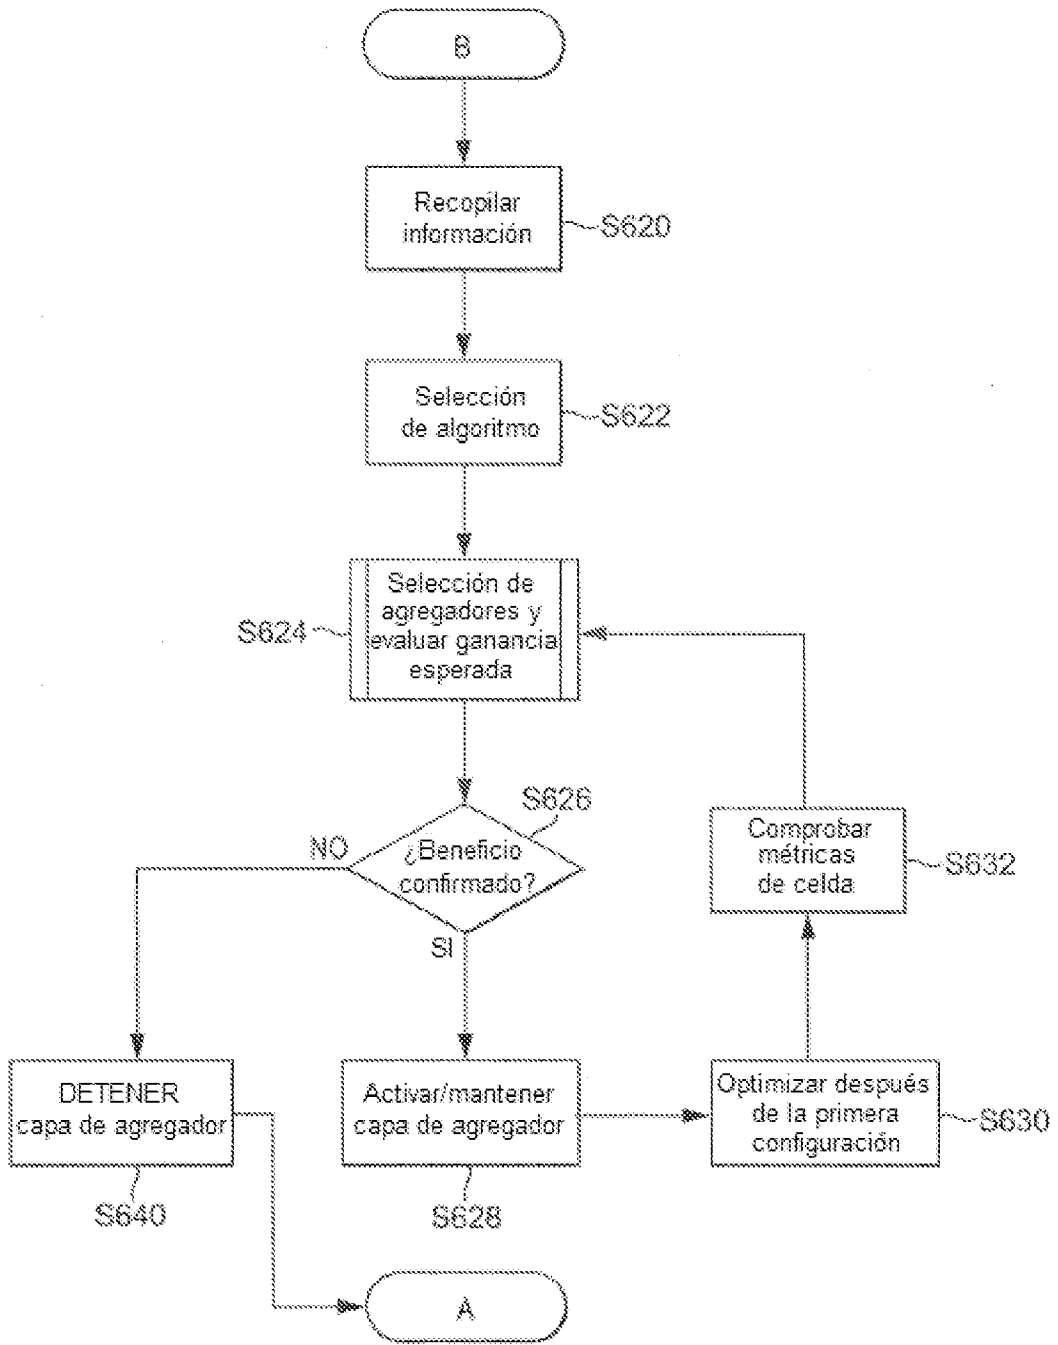 B
Recopilar
información
S620
Selección
de algoritmo
S622
Selección de
agregadores y
evaluar ganancia
esperada
S624
S626
¿Beneficio
confirmado?
NO
SI
Comprobar
métricas
de celda
S632
DETENER
capa de agregador
S640
Activar/mantener
capa de agregador
S628
Optimizar después
de la primera
configuración
S630
A